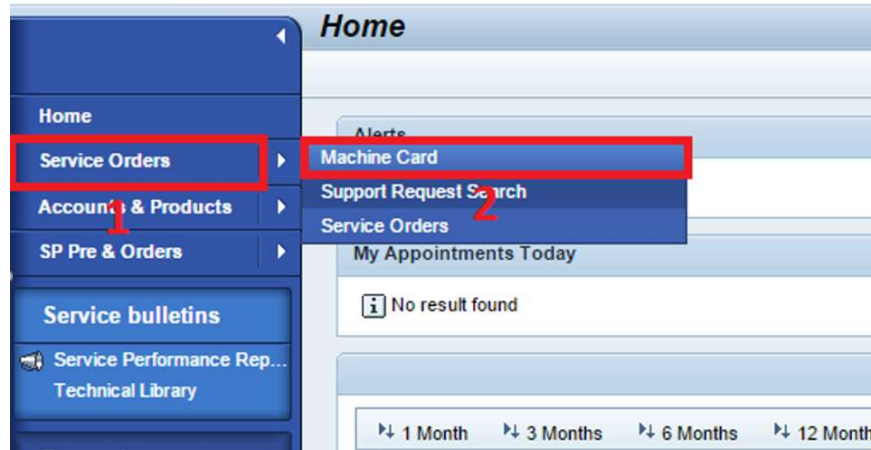 Home
Home
Alerts
Service Orders
Machine Card
Support Request Search
Accounts & Products
1
2
Service Orders
SP Pre & Orders
My Appointments Today
No result found
Service bulletins
Service Performance Rep...
Technical Library
1 Month
3 Months
6 Months
12 Month